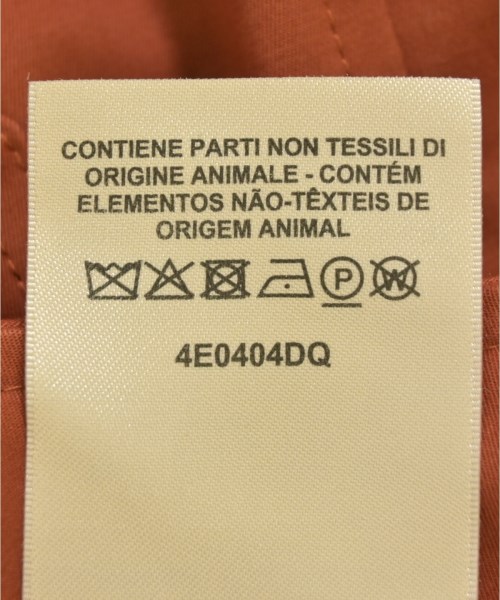 CONTIENE PARTI NON TESSILI DI
ORIGINE ANIMALE - CONTÉM
ELEMENTOS NÃO-TÊXTEIS DE
ORIGEM ANIMAL
P W
4E0404DQ